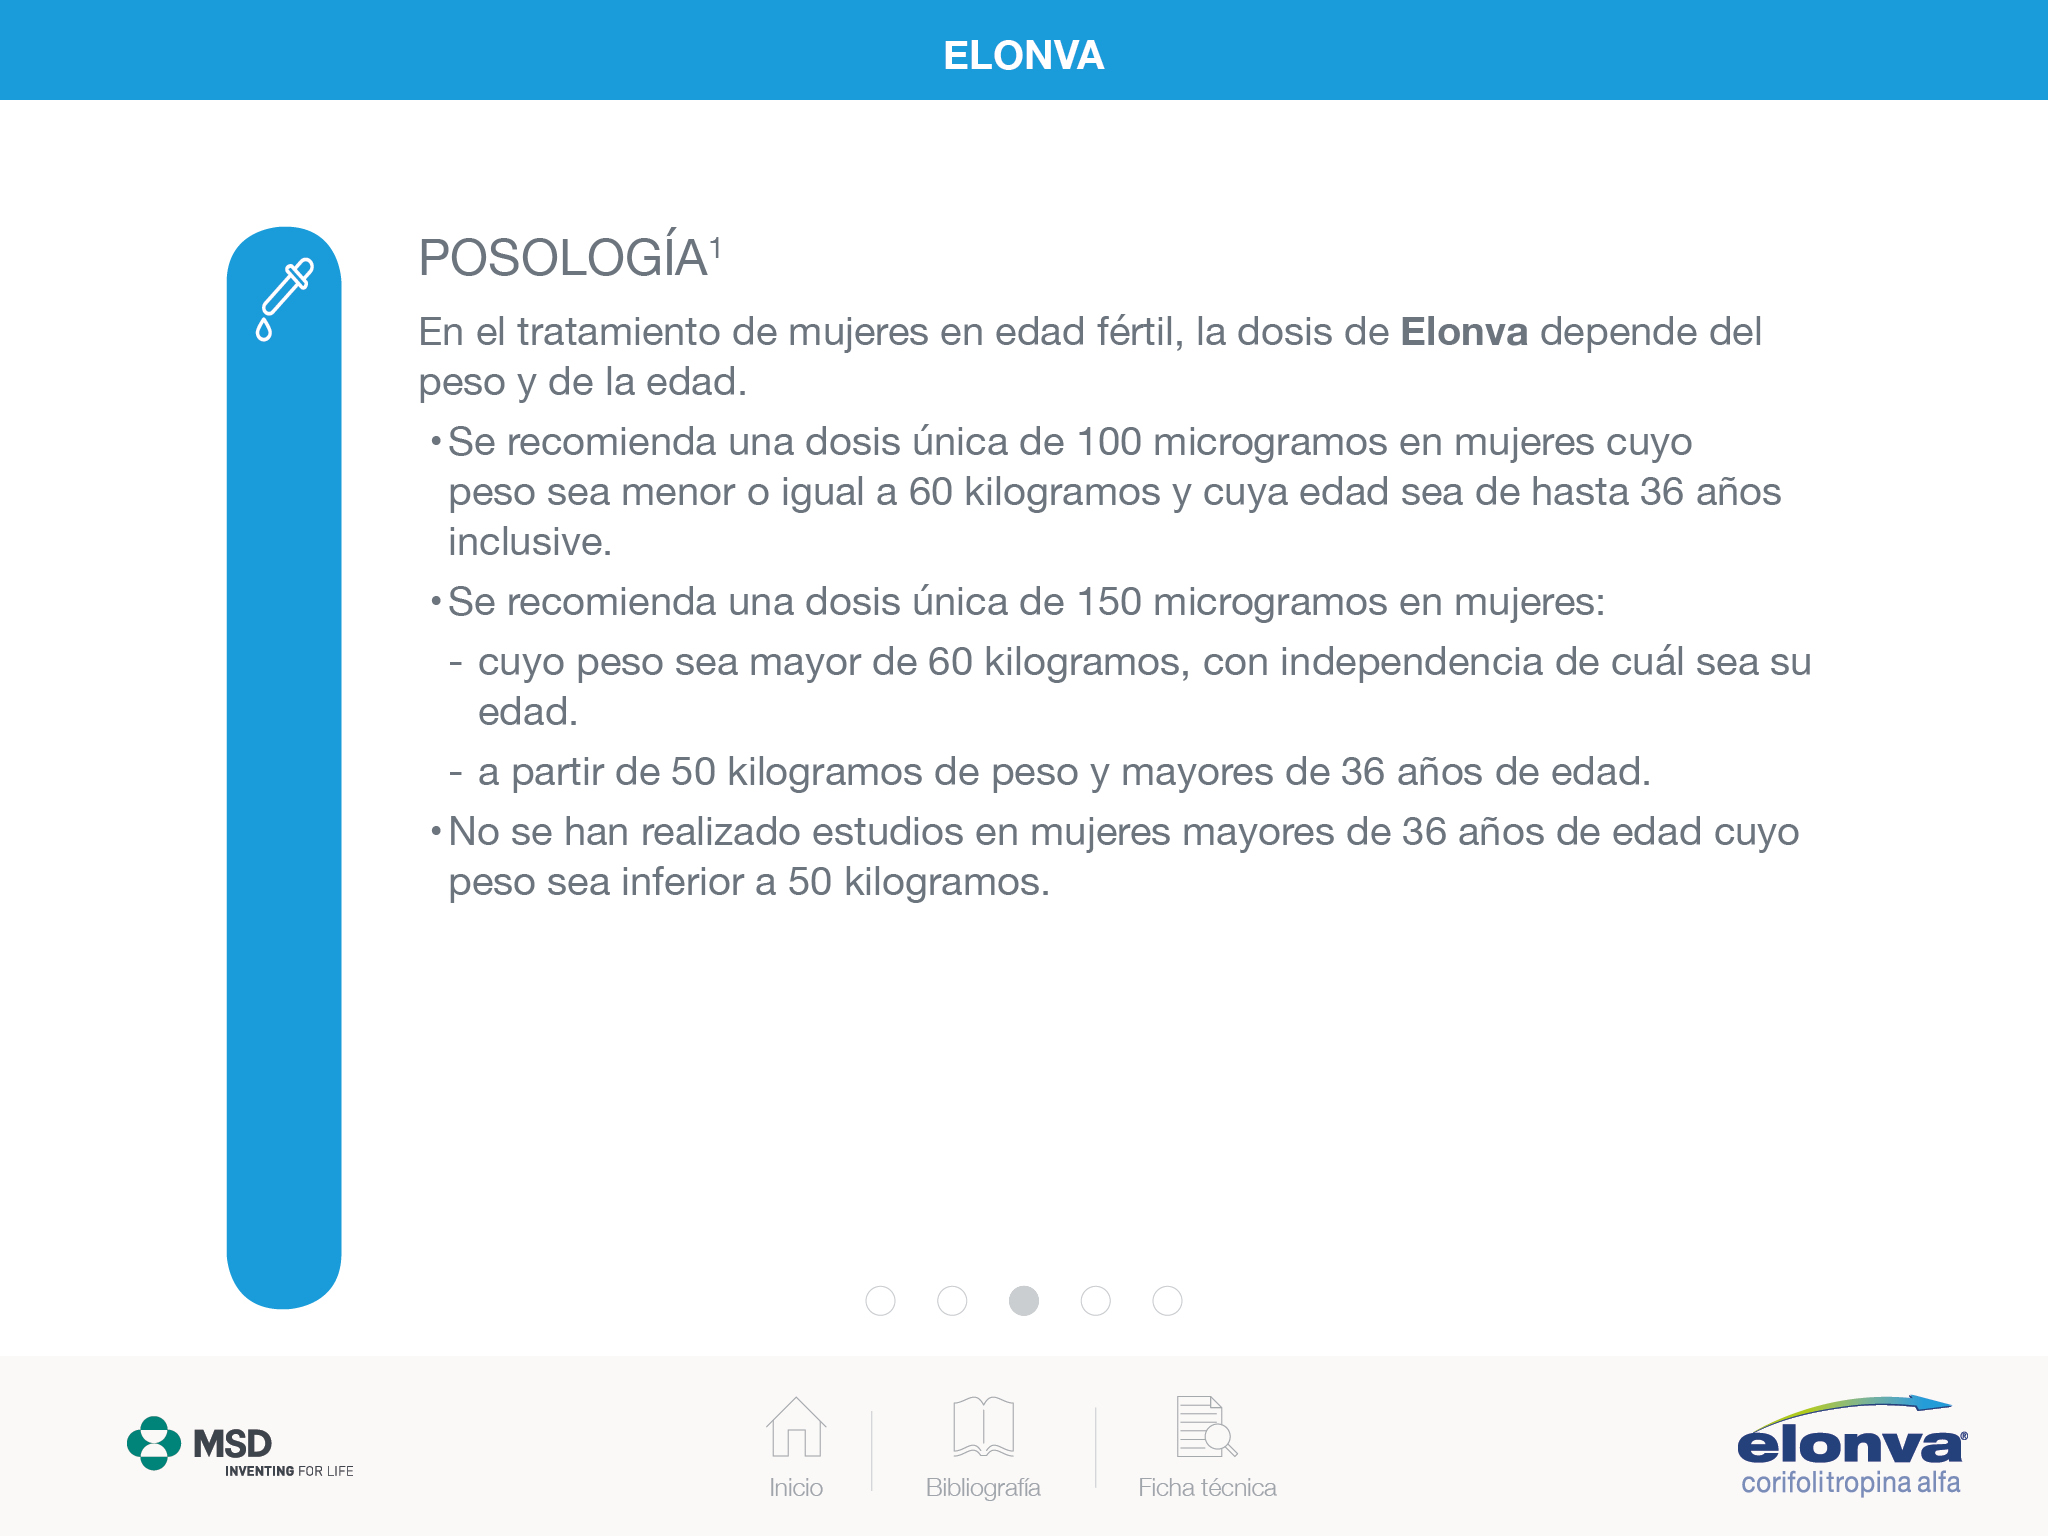 ELONVA
POSOLOGÍA¹
En el tratamiento de mujeres en edad fértil, la dosis de Elonva depende del
peso y de la edad.
• Se recomienda una dosis única de 100 microgramos en mujeres cuyo
peso sea menor o igual a 60 kilogramos y cuya edad sea de hasta 36 años
inclusive.
• Se recomienda una dosis única de 150 microgramos en mujeres:
- cuyo peso sea mayor de 60 kilogramos, con independencia de cuál sea su
edad.
- a partir de 50 kilogramos de peso y mayores de 36 años de edad.
• No se han realizado estudios en mujeres mayores de 36 años de edad cuyo
peso sea inferior a 50 kilogramos.
MSD
INVENTING FOR LIFE
Inicio
Bibliografía
Ficha técnica
elonva®
corifolitropina alfa